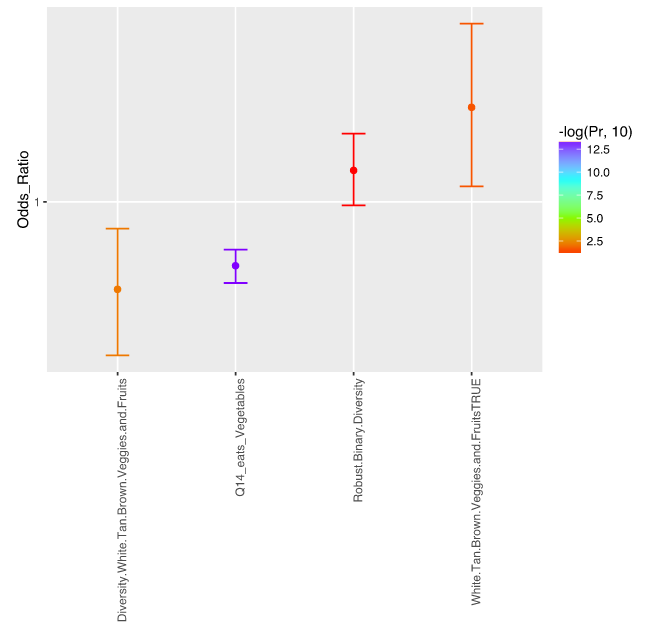 Odds_Ratio
1
-log(Pr, 10)
12.5
10.0
7.5
5.0
2.5
Diversity.White.Tan.Brown.Veggies.and.Fruits
Q14_eats_Vegetables
Robust.Binary.Diversity
White.Tan.Brown.Veggies.and.FruitsTRUE